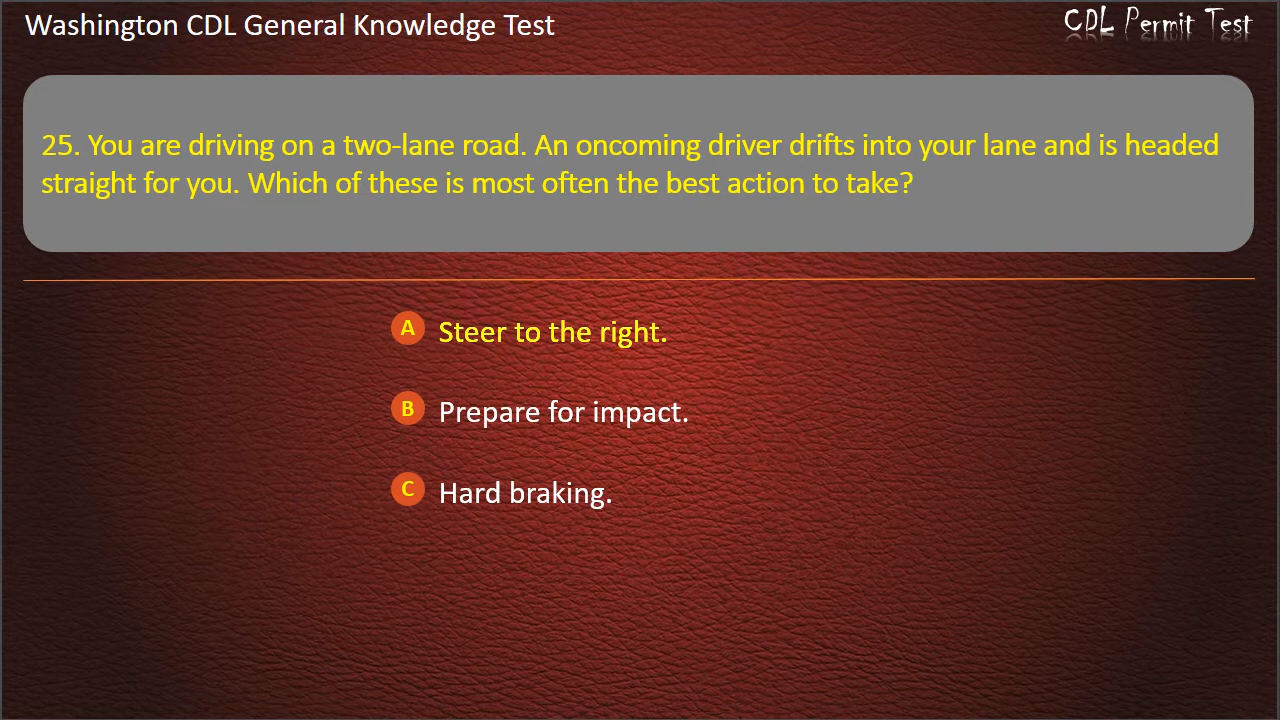 Washington CDL General Knowledge Test
CDL Permit Test
25. You are driving on a two-lane road. An oncoming driver drifts into your lane and is headed
straight for you. Which of these is most often the best action to take?
A Steer to the right.
B Prepare for impact.
C Hard braking.